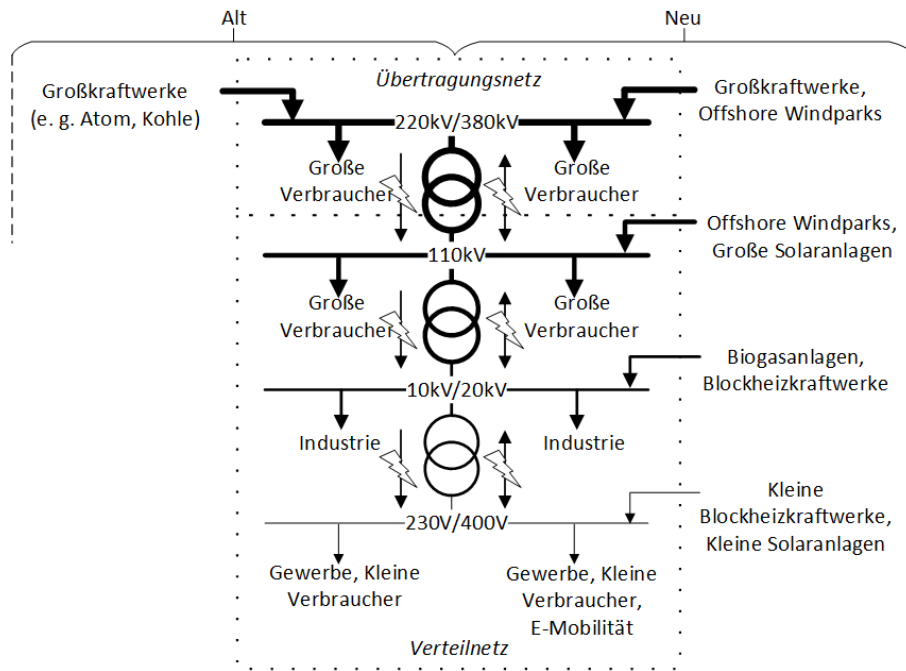 Alt
Neu
Übertragungsnetz
Großkraftwerke
(e. g. Atom, Kohle)
Großkraftwerke,
Offshore Windparks
220kV/380kV
Große
Verbraucher
Große
Verbraucher
Offshore Windparks,
Große Solaranlagen
110kV
Große
Verbraucher
Große
Verbraucher
Biogasanlagen,
Blockheizkraftwerke
10kV/20kV
Industrie
Industrie
Kleine
Blockheizkraftwerke,
Kleine Solaranlagen
230V/400V
Gewerbe, Kleine
Verbraucher
Gewerbe, Kleine
Verbraucher,
E-Mobilität
Verteilnetz